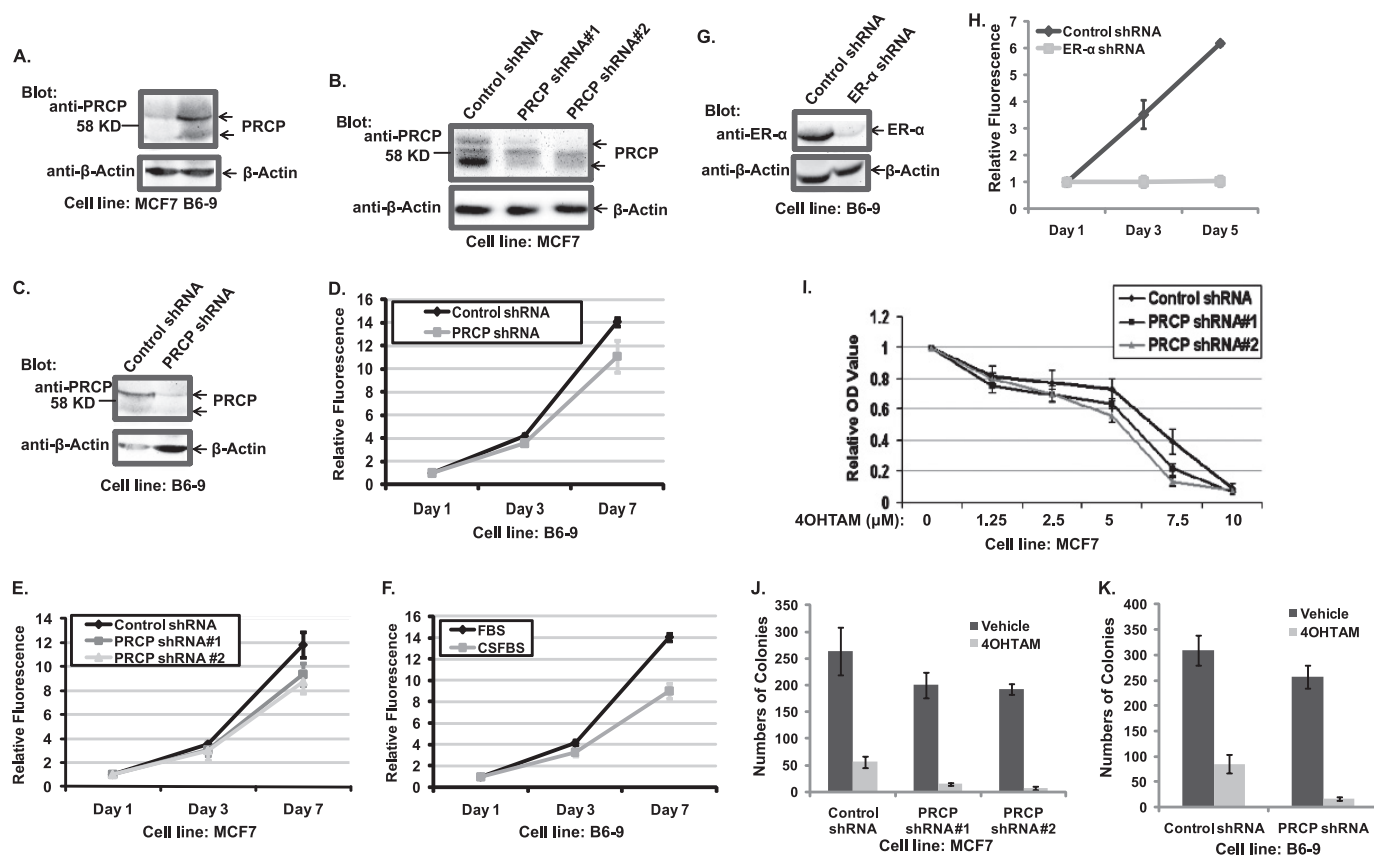 A.
Blot:
anti-PRCP
58 KD
PRCP
anti-β-Actin
β-Actin
Cell line: MCF7 B6-9
B.
Control shRNA
PRCP shRNA#1
PRCP shRNA#2
Blot:
anti-PRCP
58 KD
PRCP
anti-β-Actin
β-Actin
Cell line: MCF7
G.
Control shRNA
ER-α shRNA
Blot:
anti-ER-α
ER-α
anti-β-Actin
β-Actin
Cell line: B6-9
H.
Relative Fluorescence
7
6
5
4
3
2
1
0
Control shRNA
ER-α shRNA
Day 1 Day 3 Day 5
C.
Control shRNA
PRCP shRNA
Blot:
anti-PRCP
58 KD
PRCP
anti-β-Actin
β-Actin
Cell line: B6-9
D.
Relative Fluorescence
16
14
12
10
8
6
4
2
0
Control shRNA
PRCP shRNA
Day 1 Day 3 Day 7
Cell line: B6-9
I.
Control shRNA
PRCP shRNA#1
PRCP shRNA#2
Relative OD Value
1.2
1
0.8
0.6
0.4
0.2
0
4OHTAM (μM): 0 1.25 2.5 5 7.5 10
Cell line: MCF7
E.
Relative Fluorescence
14
12
10
8
6
4
2
0
Control shRNA
PRCP shRNA#1
PRCP shRNA #2
Day 1 Day 3 Day 7
Cell line: MCF7
F.
Relative Fluorescence
16
14
12
10
8
6
4
2
0
FBS
CSFBS
Day 1 Day 3 Day 7
Cell line: B6-9
J.
Numbers of Colonies
350
300
250
200
150
100
50
0
Vehicle
4OHTAM
Control shRNA
PRCP shRNA#1
PRCP shRNA#2
Cell line: MCF7
K.
Numbers of Colonies
400
350
300
250
200
150
100
50
0
Vehicle
4OHTAM
Control shRNA PRCP shRNA
Cell line: B6-9